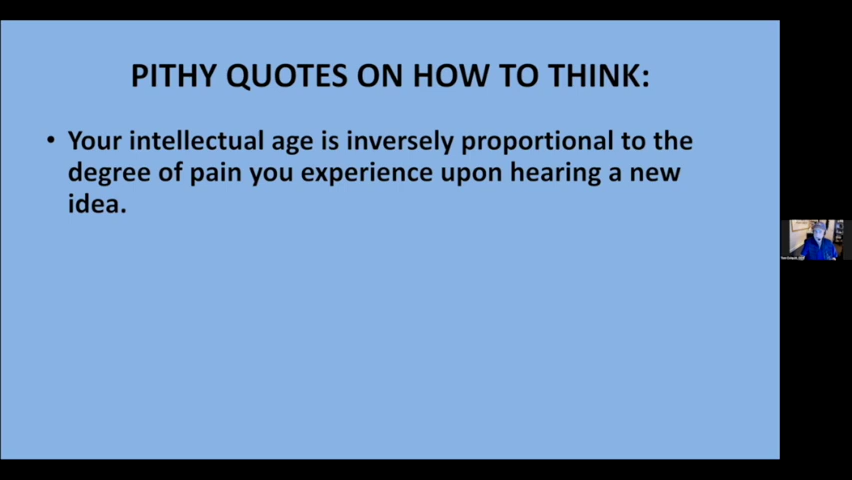 PITHY QUOTES ON HOW TO THINK:
• Your intellectual age is inversely proportional to the
degree of pain you experience upon hearing a new
idea.